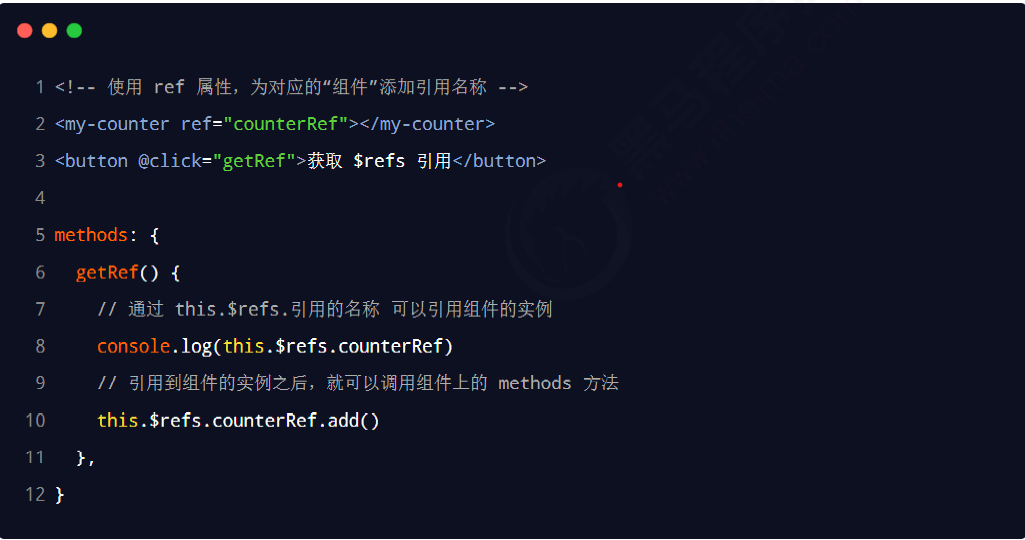 1 <!-- 使用 ref 属性，为对应的“组件”添加引用名称 -->
2 <my-counter ref="counterRef"></my-counter>
3 <button @click="getRef">获取 $refs 引用</button>
4
5 methods: {
6 getRef() {
7 // 通过 this.$refs.引用的名称 可以引用组件的实例
8 console.log(this.$refs.counterRef)
9 // 引用到组件的实例之后，就可以调用组件上的 methods 方法
10 this.$refs.counterRef.add()
11 },
12 }
黑马程序